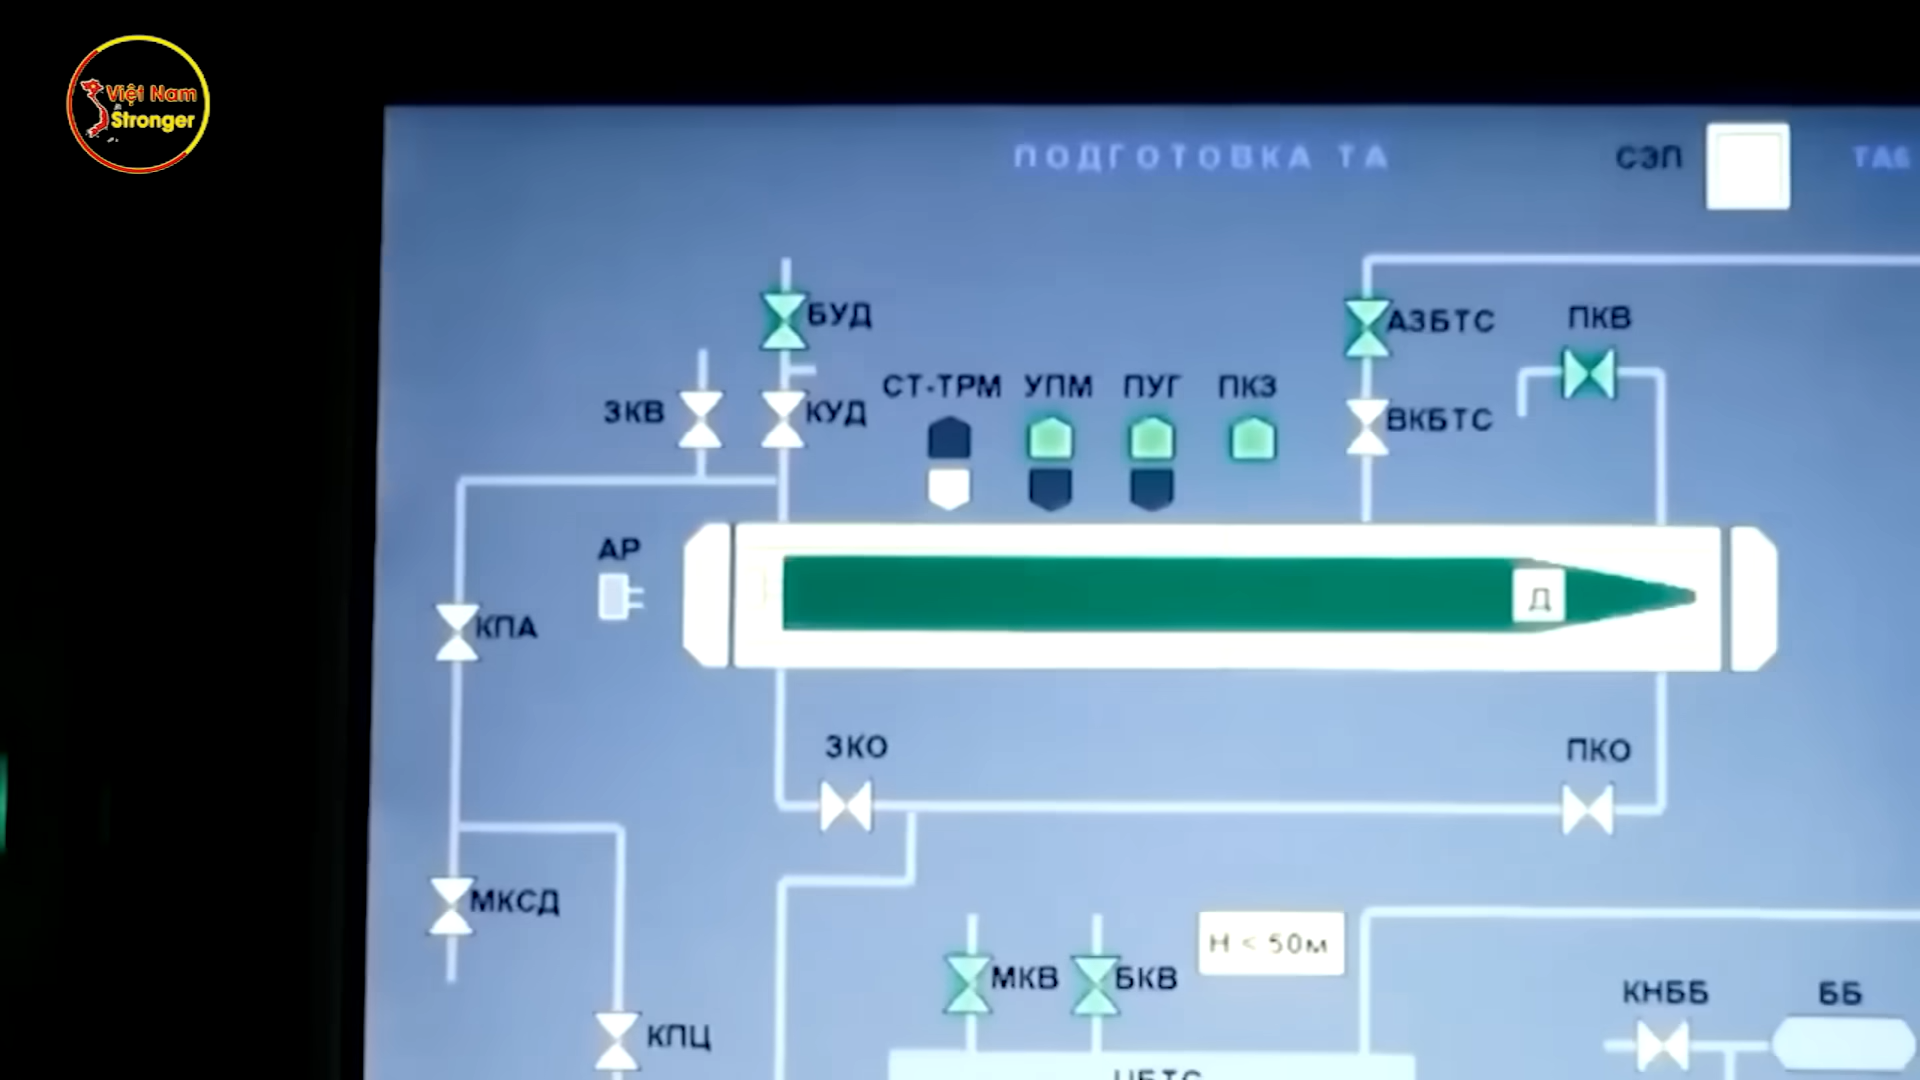 Việt Nam
Stronger
ПОДГОТОВКА ТА
СЭП
ТА6
БУД
АЗБТС
ПКВ
ЗКВ
КУД
СТ-ТРМ
УПМ
ПУГ
ПКЗ
ВКБТС
АР
КПА
Д
ЗКО
ПКО
МКСД
МКВ
БКВ
Н < 50м
КНББ
ББ
КПЦ